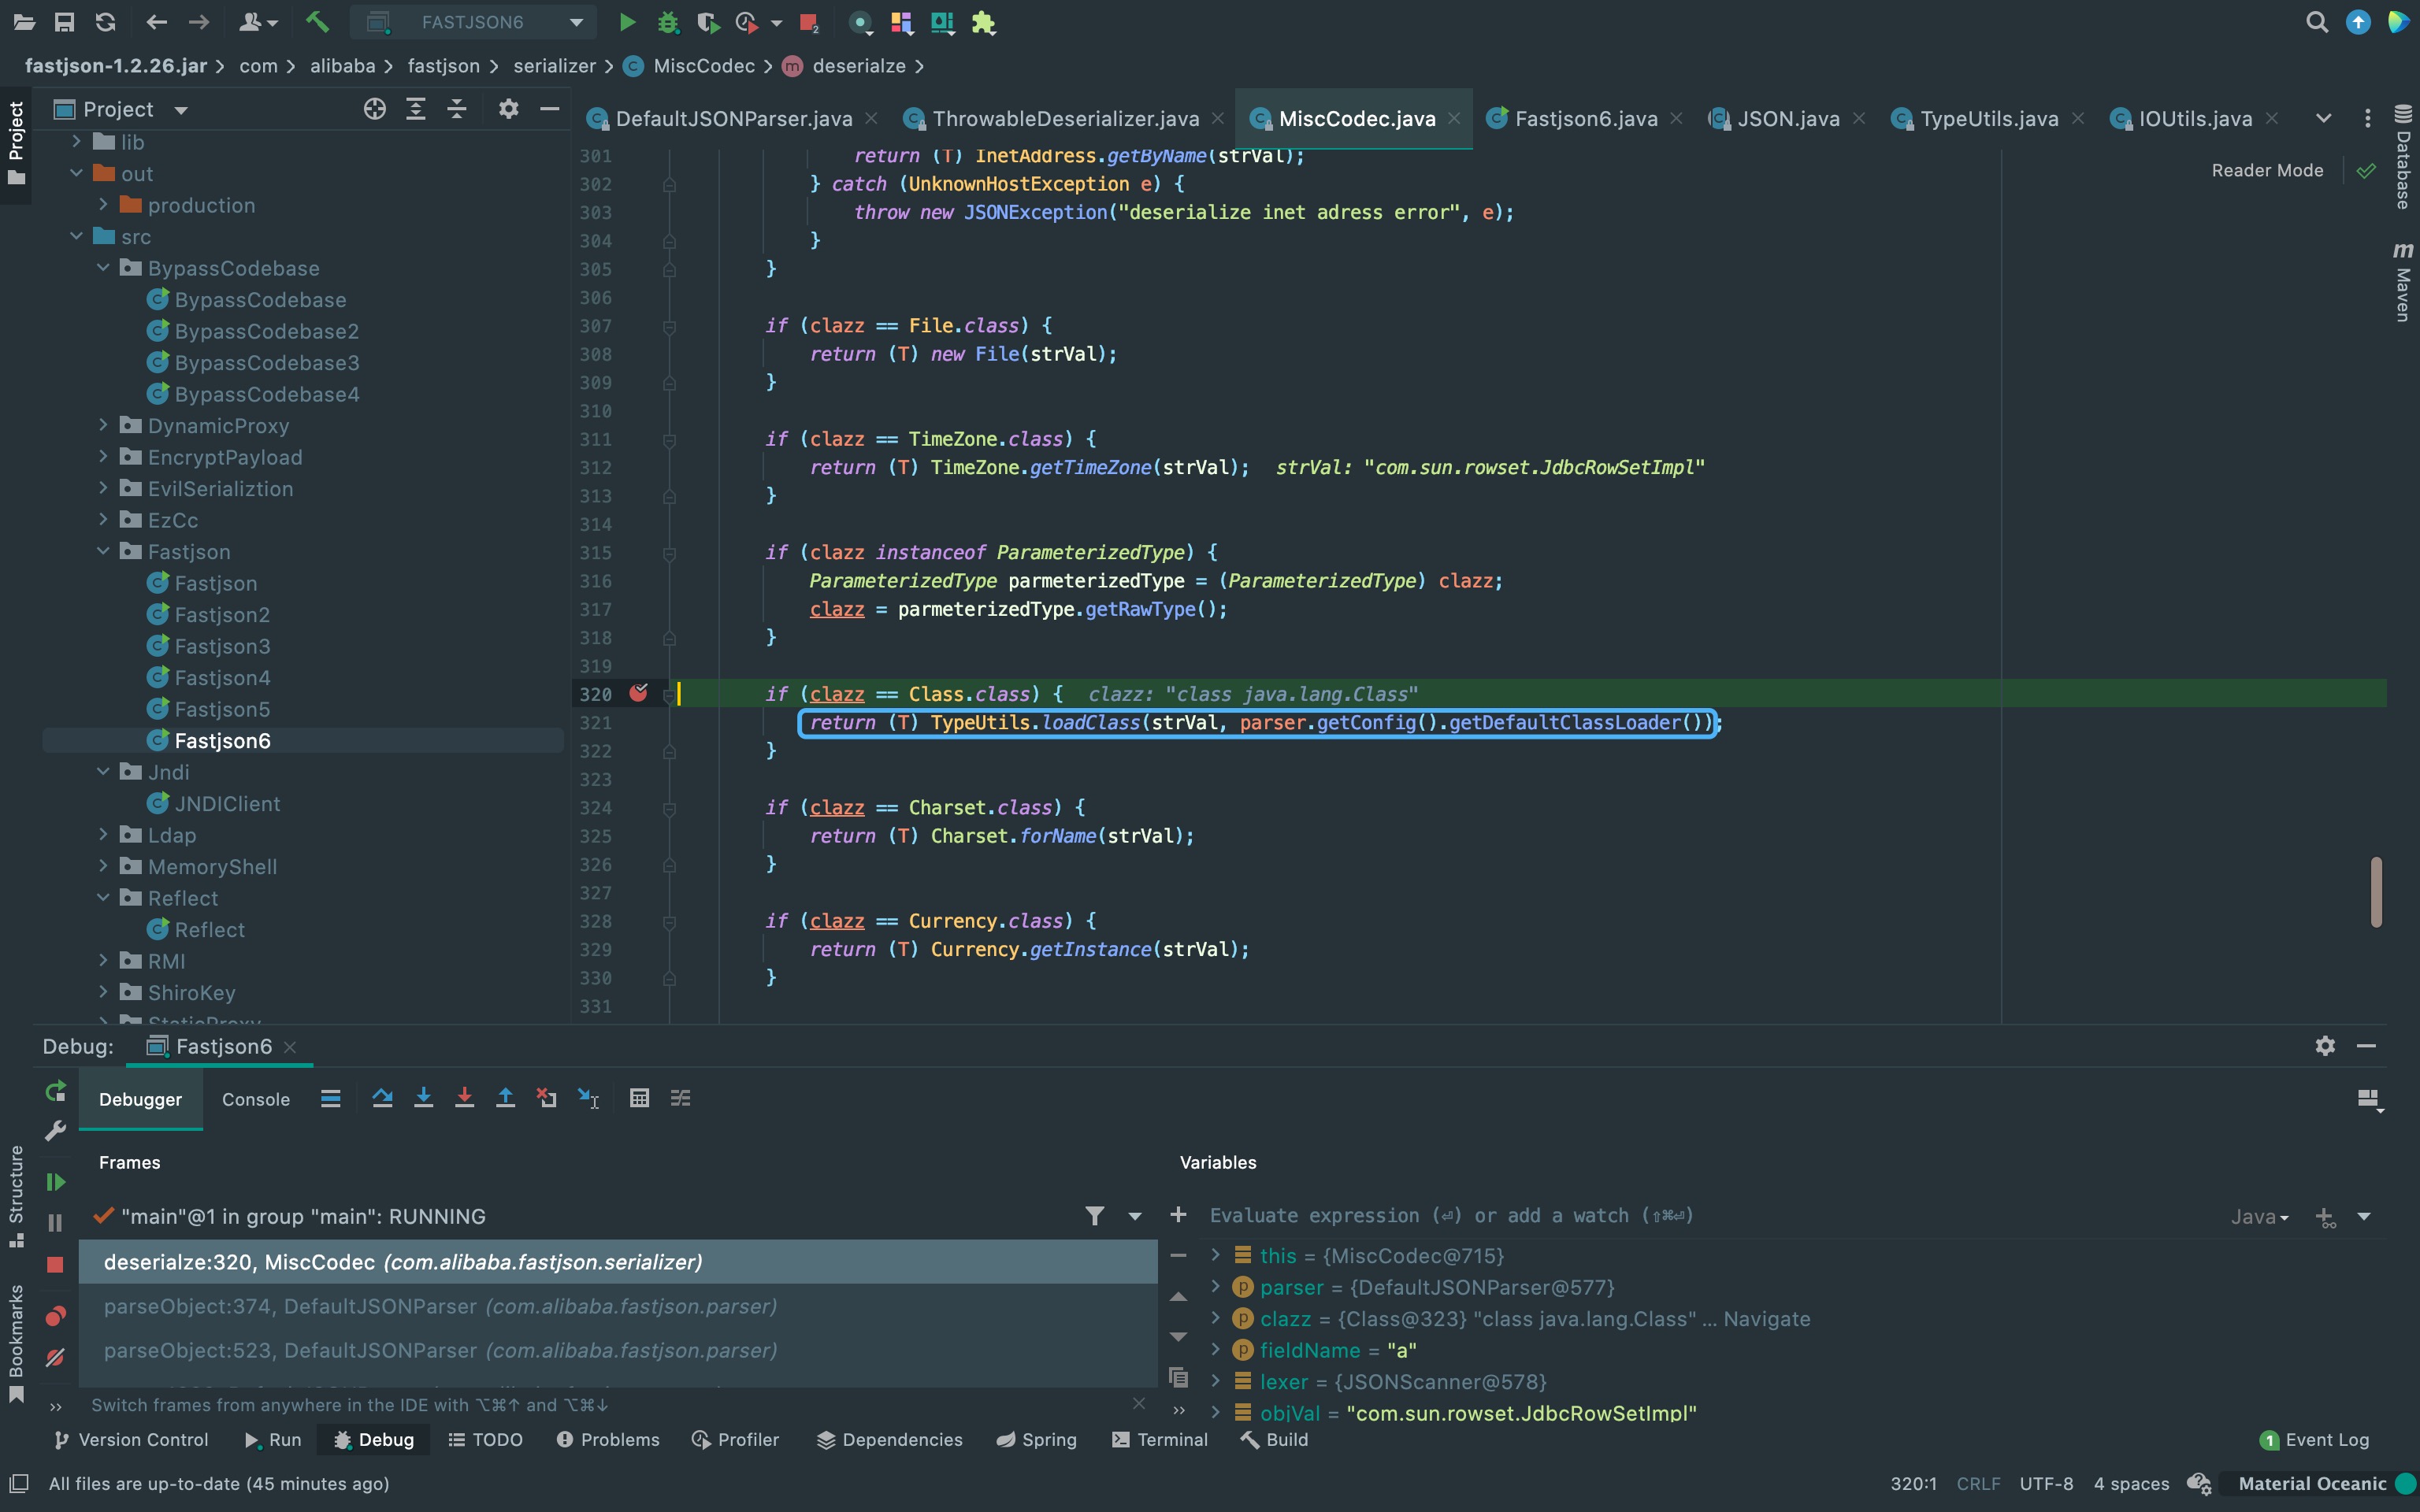 FASTJSON6
fastjson-1.2.26.jar > com > alibaba > fastjson > serializer > MiscCodec > deserialze >
Project
Project
lib
out
production
src
BypassCodebase
BypassCodebase
BypassCodebase2
BypassCodebase3
BypassCodebase4
DynamicProxy
EncryptPayload
EvilSerializtion
EzCc
Fastjson
Fastjson
Fastjson2
Fastjson3
Fastjson4
Fastjson5
Fastjson6
Jndi
JNDIClient
Ldap
MemoryShell
Reflect
Reflect
RMI
ShiroKey
StaticProxy
DefaultJSONParser.java ThrowableDeserializer.java MiscCodec.java Fastjson6.java JSON.java TypeUtils.java IOUtils.java
Reader Mode
Database
Maven
301 return (T) InetAddress.getByName(strVal);
302 } catch (UnknownHostException e) {
303 throw new JSONException("deserialize inet adress error", e);
304 }
305 }
306
307 if (clazz == File.class) {
308 return (T) new File(strVal);
309 }
310
311 if (clazz == TimeZone.class) {
312 return (T) TimeZone.getTimeZone(strVal); strVal: "com.sun.rowset.JdbcRowSetImpl"
313 }
314
315 if (clazz instanceof ParameterizedType) {
316 ParameterizedType parmeterizedType = (ParameterizedType) clazz;
317 clazz = parmeterizedType.getRawType();
318 }
319
320 if (clazz == Class.class) { clazz: "class java.lang.Class"
321 return (T) TypeUtils.loadClass(strVal, parser.getConfig().getDefaultClassLoader());
322 }
323
324 if (clazz == Charset.class) {
325 return (T) Charset.forName(strVal);
326 }
327
328 if (clazz == Currency.class) {
329 return (T) Currency.getInstance(strVal);
330 }
331
Debug: Fastjson6
Debugger Console
Structure
Bookmarks
Frames
"main"@1 in group "main": RUNNING
deserialze:320, MiscCodec (com.alibaba.fastjson.serializer)
parseObject:374, DefaultJSONParser (com.alibaba.fastjson.parser)
parseObject:523, DefaultJSONParser (com.alibaba.fastjson.parser)
Switch frames from anywhere in the IDE with ⌥⌘↑ and ⌥⌘↓
Variables
Evaluate expression (⏎) or add a watch (⇧⌘⏎)
Java
this = {MiscCodec@715}
parser = {DefaultJSONParser@577}
clazz = {Class@323} "class java.lang.Class" ... Navigate
fieldName = "a"
lexer = {JSONScanner@578}
objVal = "com.sun.rowset.JdbcRowSetImpl"
Version Control Run Debug TODO Problems Profiler Dependencies Spring Terminal Build
1 Event Log
All files are up-to-date (45 minutes ago)
320:1 CRLF UTF-8 4 spaces Material Oceanic